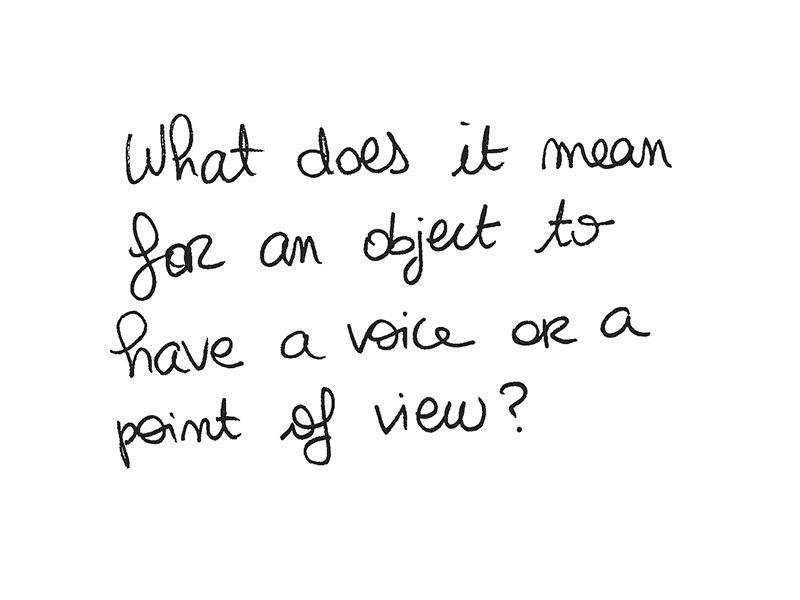 What does it mean
for an object to
have a voice or a
point of view?